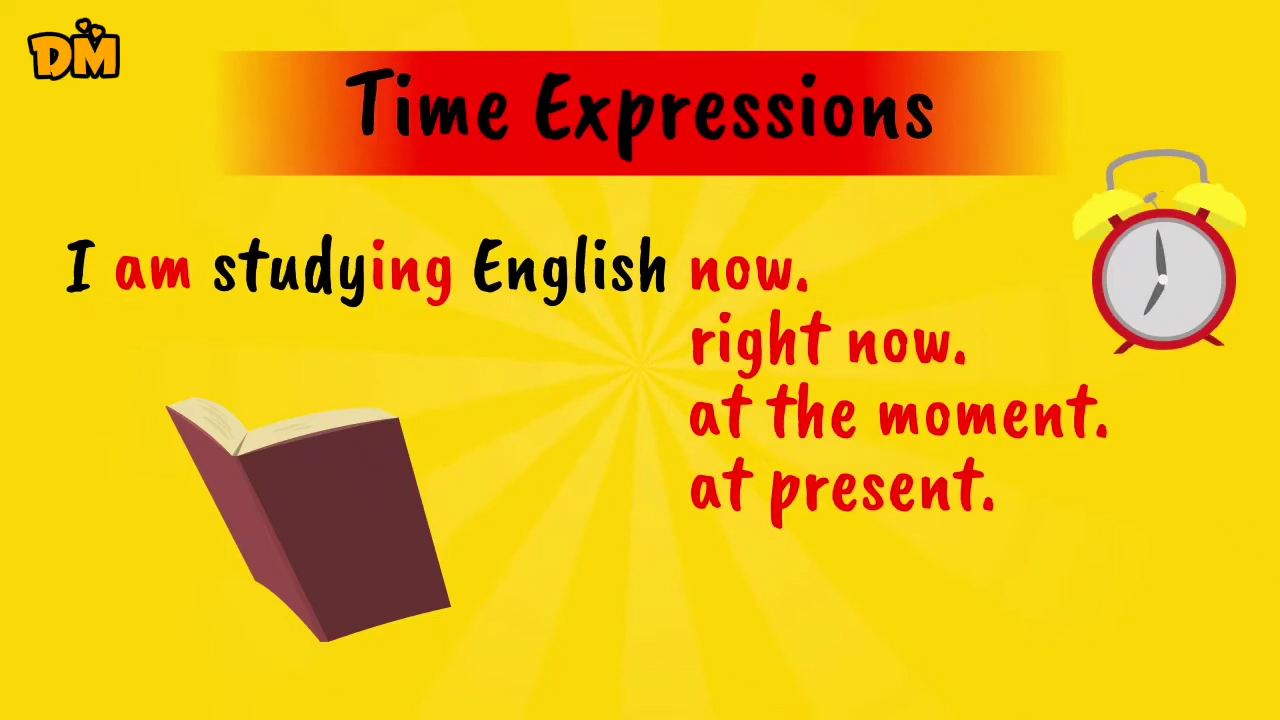 DM
Time Expressions
I am studying English now.
right now.
at the moment.
at present.